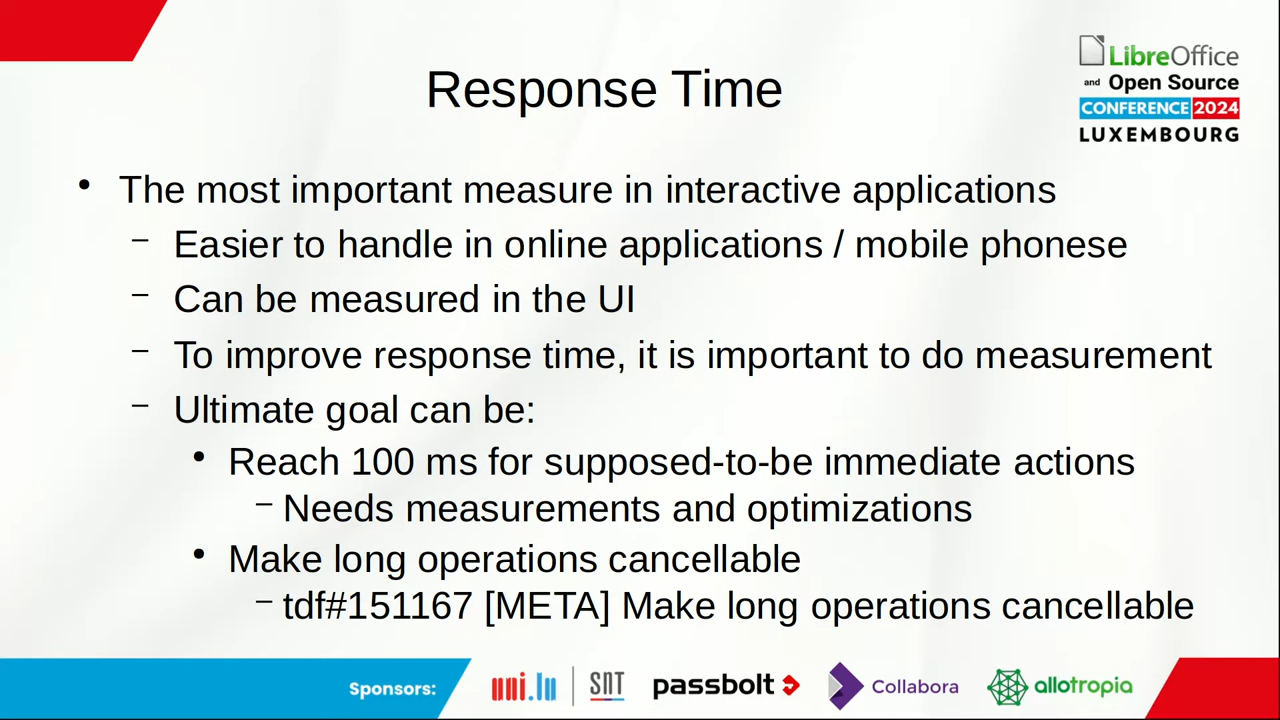 LibreOffice
and Open Source
CONFERENCE 2024
LUXEMBOURG
Response Time
• The most important measure in interactive applications
– Easier to handle in online applications / mobile phonese
– Can be measured in the UI
– To improve response time, it is important to do measurement
– Ultimate goal can be:
• Reach 100 ms for supposed-to-be immediate actions
– Needs measurements and optimizations
• Make long operations cancellable
– tdf#151167 [META] Make long operations cancellable
Sponsors: uni.lu SNT passbolt Collabora allotropia